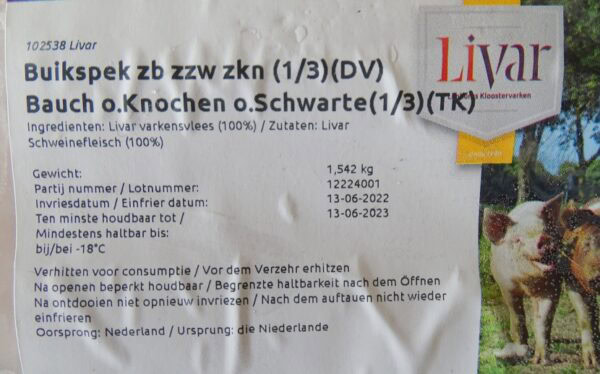 102538 Livar
Buikspek zb zzw zkn (1/3)(DV)
Bauch o.Knochen o.Schwarte(1/3)(TK)
Livar
Kloostervarken
Ingredienten: Livar varkensvlees (100%) / Zutaten: Livar
Schweinefleisch (100%)
Gewicht: 1,542 kg
Partij nummer / Lotnummer: 12224001
Invriesdatum / Einfrier datum: 13-06-2022
Ten minste houdbaar tot / 13-06-2023
Mindestens haltbar bis:
bij/bei -18°C
Verhitten voor consumptie / Vor dem Verzehr erhitzen
Na openen beperkt houdbaar / Begrenzte haltbarkeit nach dem Öffnen
Na ontdooien niet opnieuw invriezen / Nach dem auftauen nicht wieder
einfrieren
Oorsprong: Nederland / Ursprung: die Niederlande